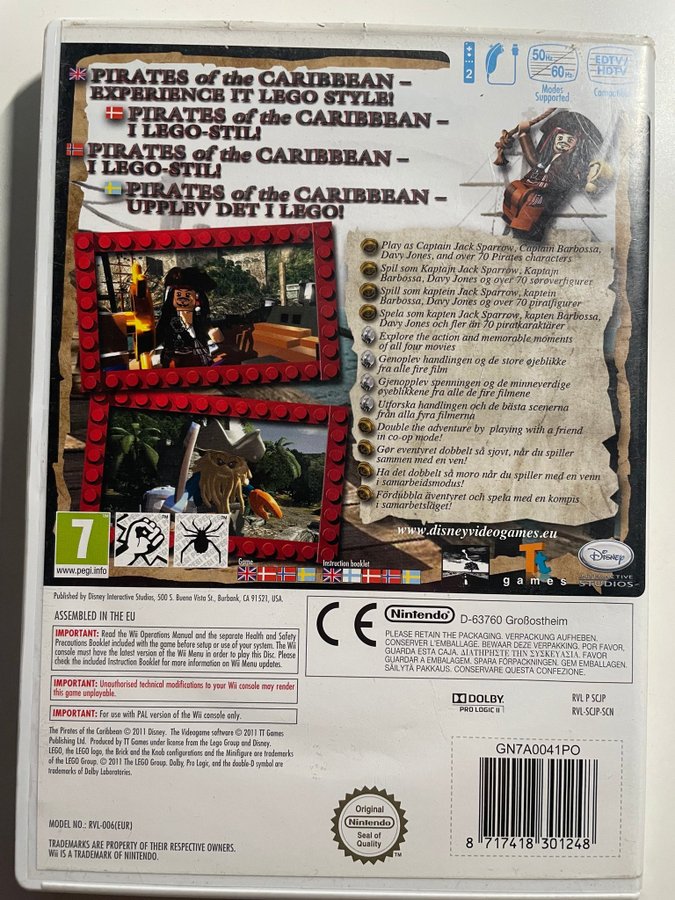 PIRATES of the CARIBBEAN –
EXPERIENCE IT LEGO STYLE!
PIRATES of the CARIBBEAN –
I LEGO-STIL!
PIRATES of the CARIBBEAN –
I LEGO-STIL!
PIRATES of the CARIBBEAN –
UPPLEV DET I LEGO!
2
50Hz
60Hz
Modes
Supported
EDTV/
HDTV
Play as Captain Jack Sparrow, Captain Barbossa,
Davy Jones, and over 70 Pirates characters
Spil som Kaptajn Jack Sparrow, Kaptajn
Barbossa, Davy Jones og over 70 sørøverfigurer
Spill som kaptein Jack Sparrow, kaptein
Barbossa, Davy Jones og over 70 piratfigurer
Spela som kapten Jack Sparrow, kapten Barbossa,
Davy Jones och fler än 70 piratkaraktärer
Explore the action and memorable moments
of all four movies
Genoplev handlingen og de store øjeblikke
fra alle fire film
Gjenopplev spenningen og de minneverdige
øyeblikkene fra alle de fire filmene
Utforska handlingen och de bästa scenerna
från alla fyra filmerna
Double the adventure by playing with a friend
in co-op mode!
Gør eventyret dobbelt så sjovt, når du spiller
sammen med en ven!
Ha det dobbelt så moro når du spiller med en venn
i samarbeidsmodus!
Fördubbla äventyret och spela med en kompis
i samarbetsläget!
www.disneyvideogames.eu
7
www.pegi.info
Game
Instruction booklet
Tt
games
Disney
INTERACTIVE
STUDIOS
Published by Disney Interactive Studios, 500 S. Buena Vista St., Burbank, CA 91521, USA.
ASSEMBLED IN THE EU
IMPORTANT: Read the Wii Operations Manual and the separate Health and Safety
Precautions Booklet included with the game before setup or use of your system. The Wii
console must have the latest version of the Wii Menu in order to play this Disc. Please
check the included Instruction Booklet for more information on Wii Menu updates.
IMPORTANT: Unauthorised technical modifications to your Wii console may render
this game unplayable.
IMPORTANT: For use with PAL version of the Wii console only.
The Pirates of the Caribbean © 2011 Disney. The Videogame software © 2011 TT Games
Publishing Ltd. Produced by TT Games under license from the Lego Group and Disney.
LEGO, the LEGO logo, the Brick and the Knob configurations and the Minifigure are trademarks
of the LEGO Group. © 2011 The LEGO Group. Dolby, Pro Logic, and the double-D symbol are
trademarks of Dolby Laboratories.
MODEL NO.: RVL-006(EUR)
TRADEMARKS ARE PROPERTY OF THEIR RESPECTIVE OWNERS.
Wii IS A TRADEMARK OF NINTENDO.
CE
Nintendo
D-63760 Großostheim
PLEASE RETAIN THE PACKAGING. VERPACKUNG AUFHEBEN.
CONSERVER L'EMBALLAGE. BEWAAR DEZE VERPAKKING. POR FAVOR,
GUARDA ESTA CAJA. ΔΙΑΤΗΡΗΣΤΕ ΤΗΝ ΣΥΣΚΕΥΑΣΙΑ. FAVOR
GUARDAR A EMBALAGEM. SPARA FÖRPACKNINGEN. GEM EMBALLAGEN.
SÄILYTÄ PAKKAUS. CONSERVARE QUESTA CONFEZIONE.
DOLBY
PRO LOGIC II
RVL P SCJP
RVL-SCJP-SCN
GN7A0041PO
8 717418 301248
Original
Nintendo
Seal of
Quality
TM